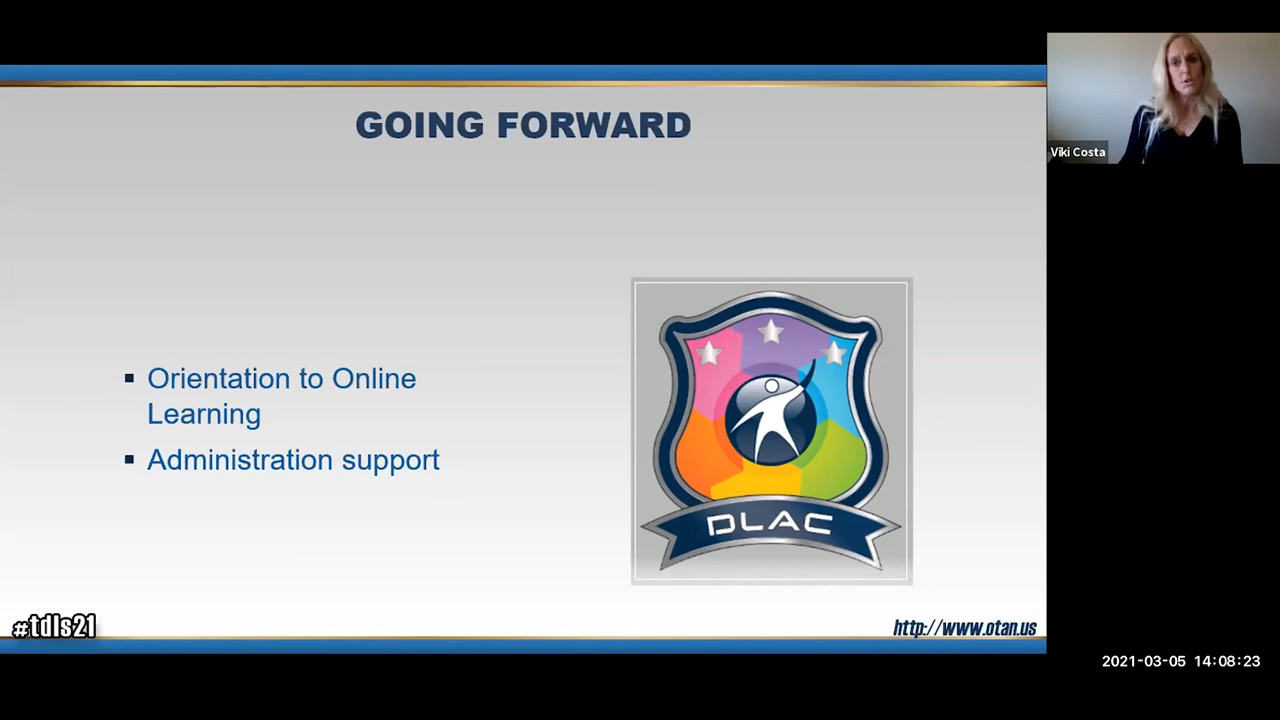 GOING FORWARD
Viki Costa
Orientation to Online
Learning
Administration support
DLAC
#tdls21
http://www.otan.us
2021-03-05 14:08:23